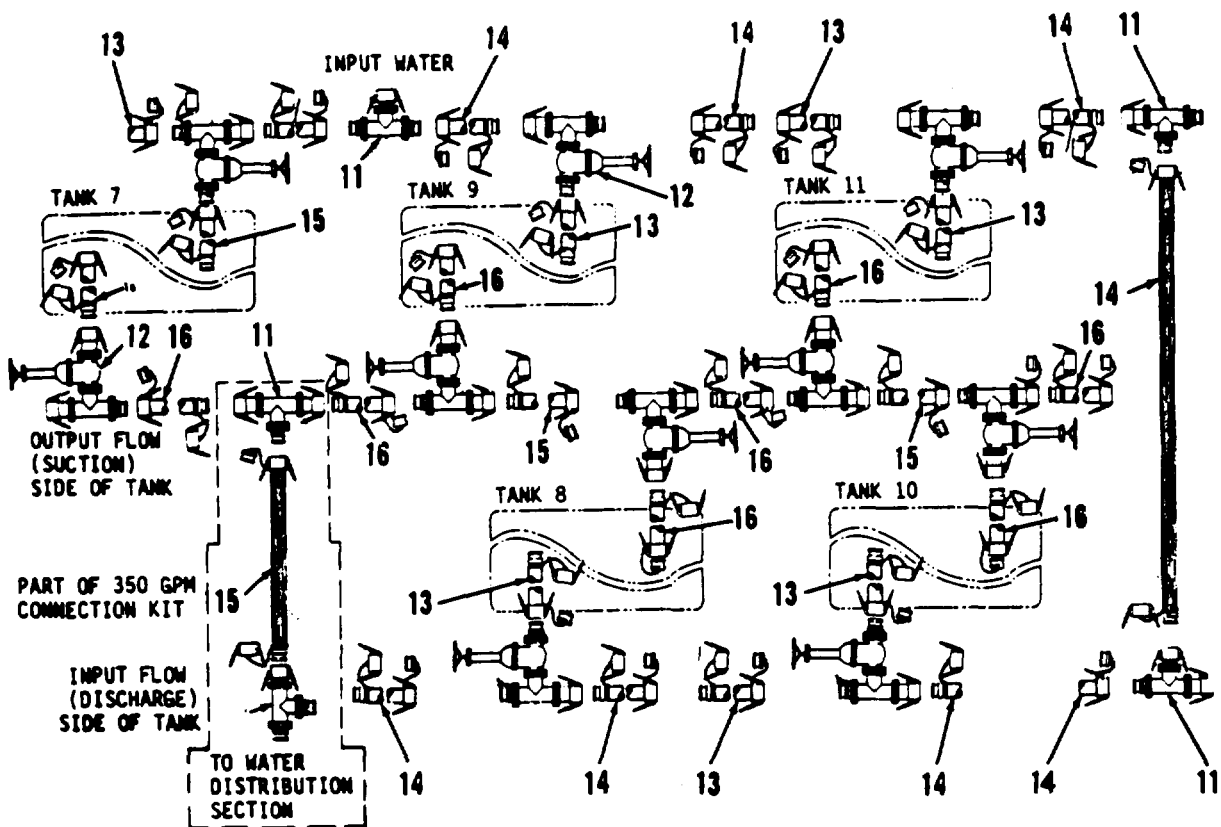 13
INPUT WATER
14
14
13
14
11
11
12
TANK 7
TANK 9
TANK 11
15
13
13
16
16
14
12
16
11
16
16
15
16
15
OUTPUT FLOW
(SUCTION)
SIDE OF TANK
TANK 8
TANK 10
16
16
PART OF 350 GPM
CONNECTION KIT
15
13
13
INPUT FLOW
(DISCHARGE)
SIDE OF TANK
TO WATER
DISTRIBUTION
SECTION
14
14
13
14
14
11